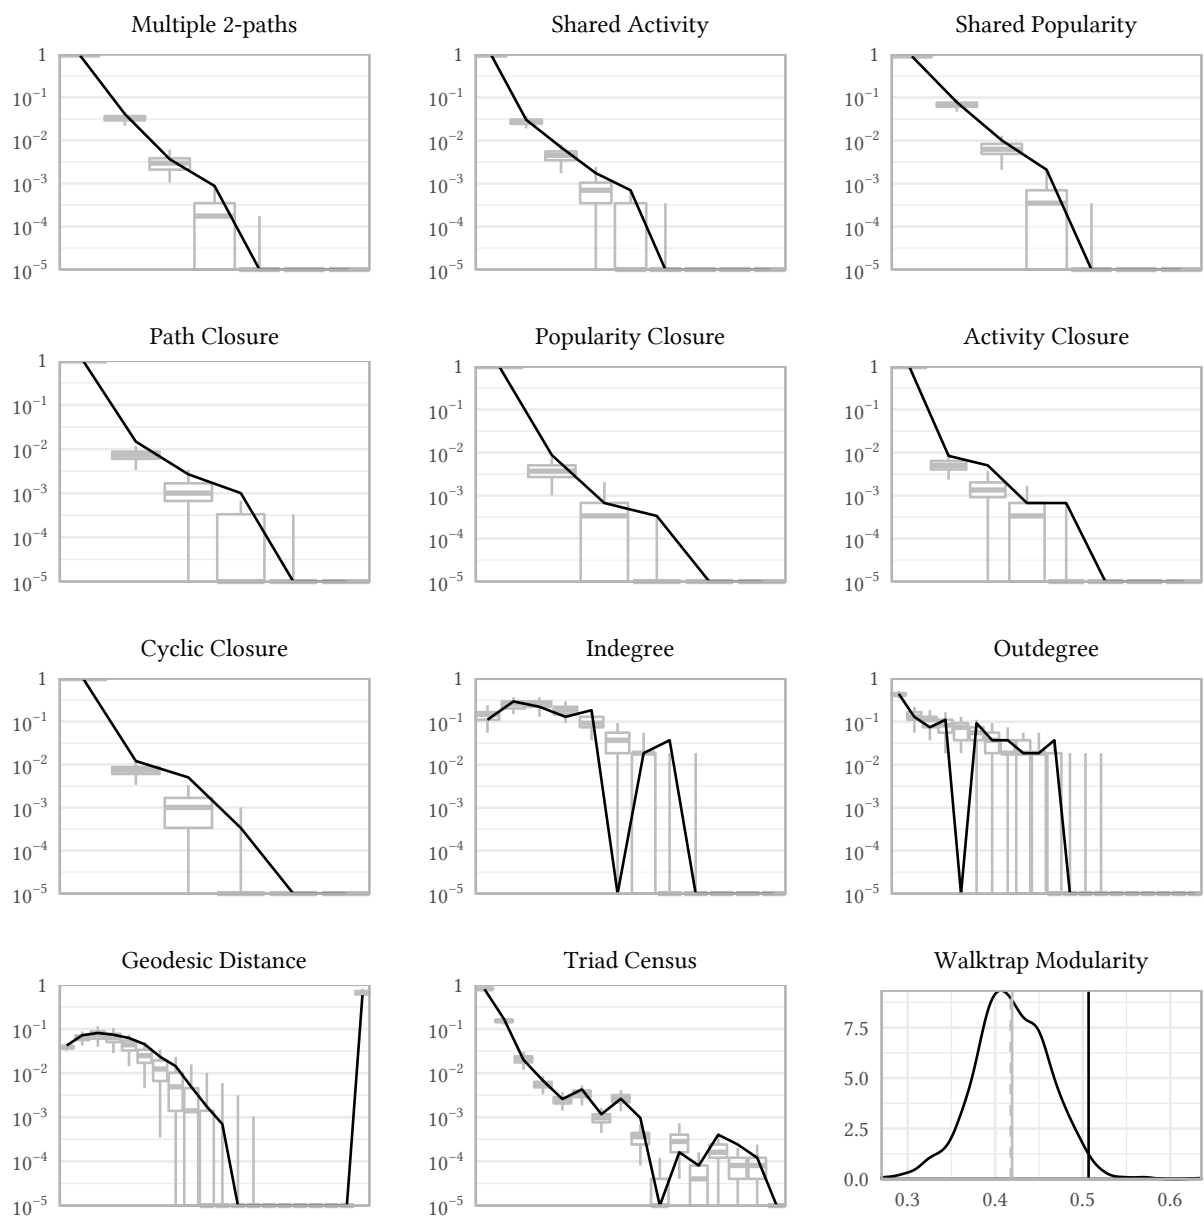 Multiple 2-paths Shared Activity Shared Popularity
1 1 1
10⁻¹ 10⁻¹ 10⁻¹
10⁻² 10⁻² 10⁻²
10⁻³ 10⁻³ 10⁻³
10⁻⁴ 10⁻⁴ 10⁻⁴
10⁻⁵ 10⁻⁵ 10⁻⁵
Path Closure Popularity Closure Activity Closure
1 1 1
10⁻¹ 10⁻¹ 10⁻¹
10⁻² 10⁻² 10⁻²
10⁻³ 10⁻³ 10⁻³
10⁻⁴ 10⁻⁴ 10⁻⁴
10⁻⁵ 10⁻⁵ 10⁻⁵
Cyclic Closure Indegree Outdegree
1 1 1
10⁻¹ 10⁻¹ 10⁻¹
10⁻² 10⁻² 10⁻²
10⁻³ 10⁻³ 10⁻³
10⁻⁴ 10⁻⁴ 10⁻⁴
10⁻⁵ 10⁻⁵ 10⁻⁵
Geodesic Distance Triad Census Walktrap Modularity
1 1
10⁻¹ 10⁻¹ 7.5
10⁻² 10⁻² 5.0
10⁻³ 10⁻³ 2.5
10⁻⁴ 10⁻⁴ 0.0
10⁻⁵ 10⁻⁵
0.3 0.4 0.5 0.6